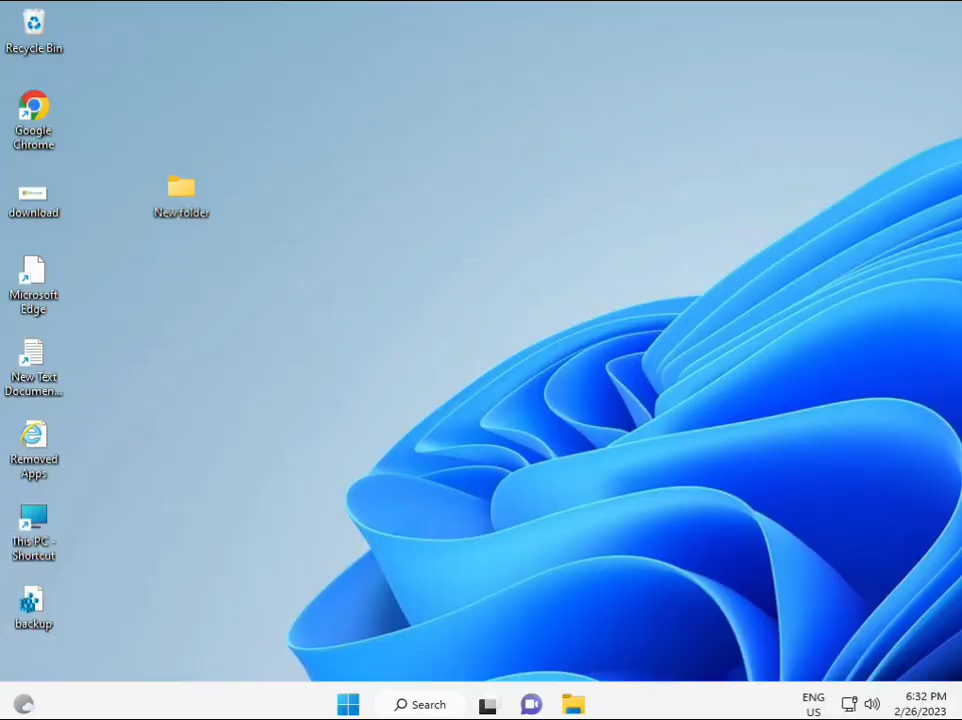 Recycle Bin
Google
Chrome
download
New folder
Microsoft
Edge
New Text
Documen...
Removed
Apps
This PC -
Shortcut
backup
Search
ENG
US
6:32 PM
2/26/2023